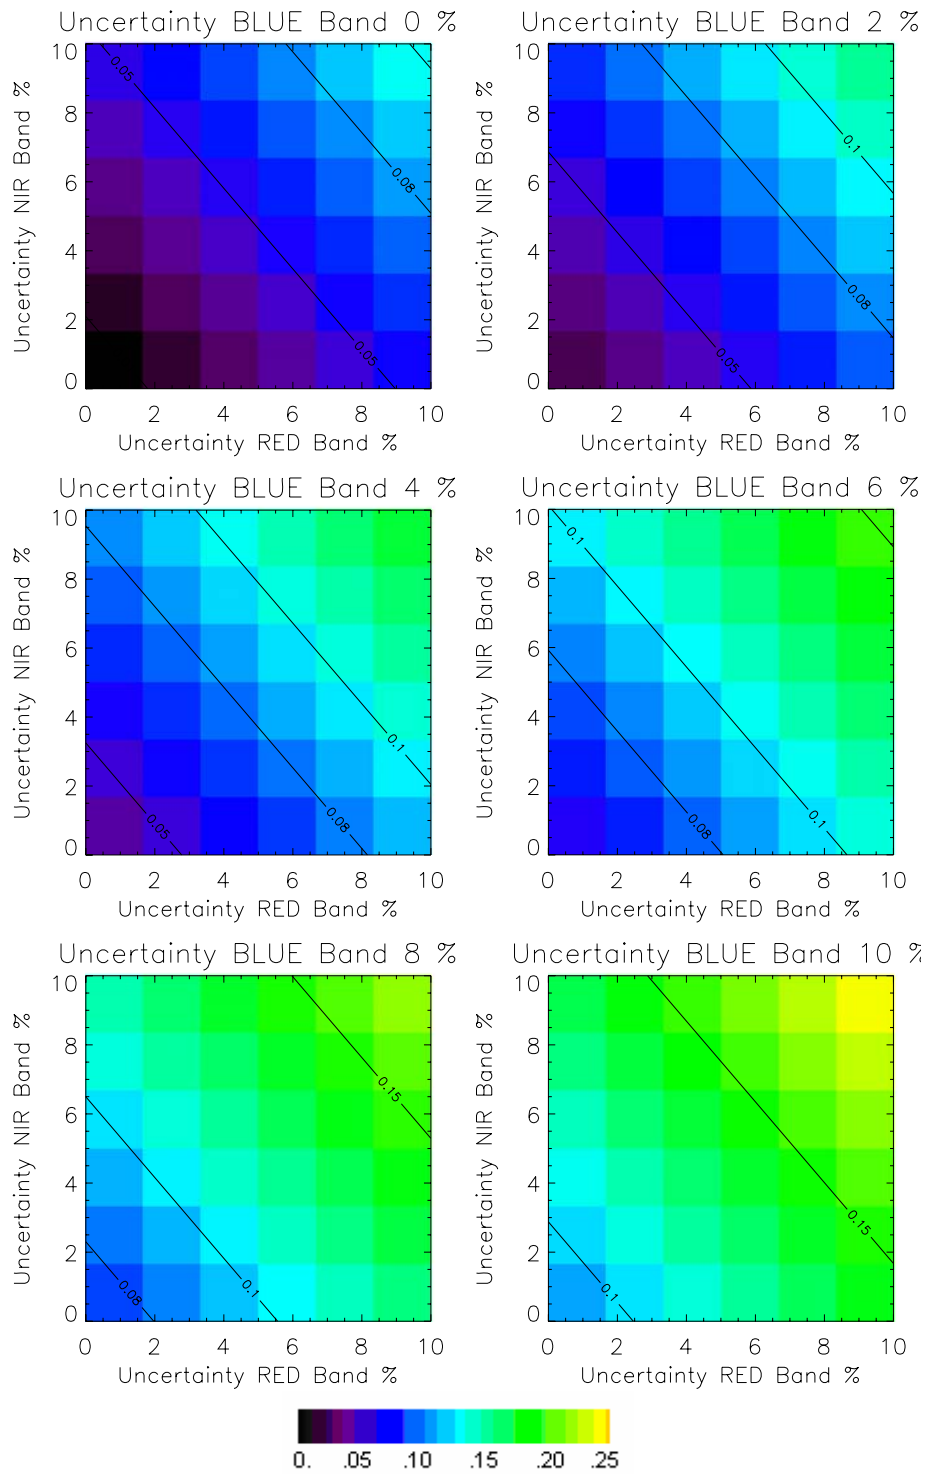 Uncertainty BLUE Band 0 %
Uncertainty NIR Band %
10
8
6
4
2
0
0.05
0.08
0.05
0 2 4 6 8 10
Uncertainty RED Band %
Uncertainty BLUE Band 2 %
Uncertainty NIR Band %
10
8
6
4
2
0
0.1
0.08
0.05
0 2 4 6 8 10
Uncertainty RED Band %
Uncertainty BLUE Band 4 %
Uncertainty NIR Band %
10
8
6
4
2
0
0.1
0.05
0.08
0 2 4 6 8 10
Uncertainty RED Band %
Uncertainty BLUE Band 6 %
Uncertainty NIR Band %
10
8
6
4
2
0
0.1
0.08
0.1
0 2 4 6 8 10
Uncertainty RED Band %
Uncertainty BLUE Band 8 %
Uncertainty NIR Band %
10
8
6
4
2
0
0.15
0.08
0.1
0 2 4 6 8 10
Uncertainty RED Band %
Uncertainty BLUE Band 10 %
Uncertainty NIR Band %
10
8
6
4
2
0
0.15
0.1
0 2 4 6 8 10
Uncertainty RED Band %
0. .05 .10 .15 .20 .25